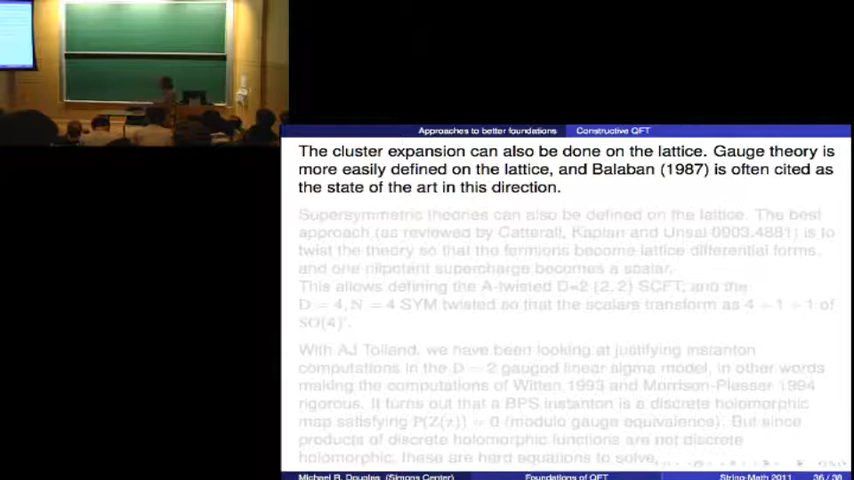 Approaches to better foundations Constructive QFT
The cluster expansion can also be done on the lattice. Gauge theory is
more easily defined on the lattice, and Balaban (1987) is often cited as
the state of the art in this direction.
Supersymmetric theories can also be defined on the lattice. The best
approach (as reviewed by Catterall, Kaplan and Unsal 0903.4881) is to
twist the theory so that the fermions become lattice differential forms,
and one nilpotent supercharge becomes a scalar.
This allows defining the A-twisted D=2 (2,2) SCFT, and the
D = 4, N = 4 SYM twisted so that the scalars transform as 4 + 1 + 1 of
SO(4)'.
With AJ Tolland, we have been looking at justifying instanton
computations in the D = 2 gauged linear sigma model, in other words
making the computations of Witten 1993 and Morrison-Plesser 1994
rigorous. It turns out that a BPS instanton is a discrete holomorphic
map satisfying P(Z(z)) = 0 (modulo gauge equivalence). But since
products of discrete holomorphic functions are not discrete
holomorphic, these are hard equations to solve.
Michael R. Douglas (Simons Center) Foundations of QFT String-Math 2011 36 / 38